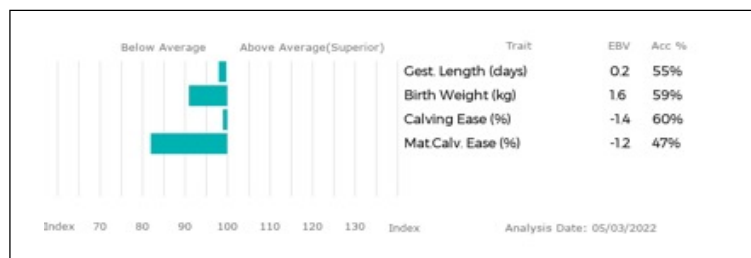 Below Average Above Average(Superior) Trait EBV Acc %
Gest. Length (days) 0.2 55%
Birth Weight (kg) 1.6 59%
Calving Ease (%) -1.4 60%
Mat.Calv. Ease (%) -1.2 47%
Index 70 80 90 100 110 120 130 Index Analysis Date: 05/03/2022